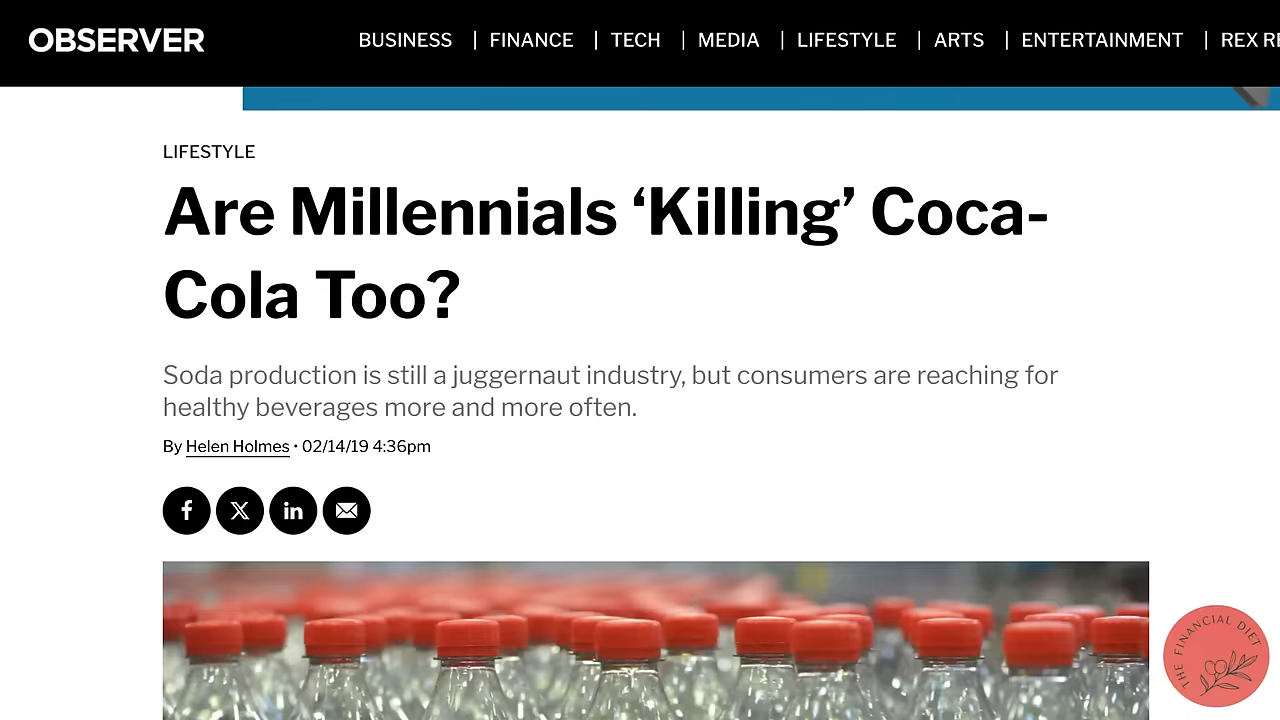 OBSERVER
BUSINESS | FINANCE | TECH | MEDIA | LIFESTYLE | ARTS | ENTERTAINMENT | REX RE
LIFESTYLE
Are Millennials ‘Killing’ Coca-
Cola Too?
Soda production is still a juggernaut industry, but consumers are reaching for
healthy beverages more and more often.
By Helen Holmes • 02/14/19 4:36pm
THE FINANCIAL DIET